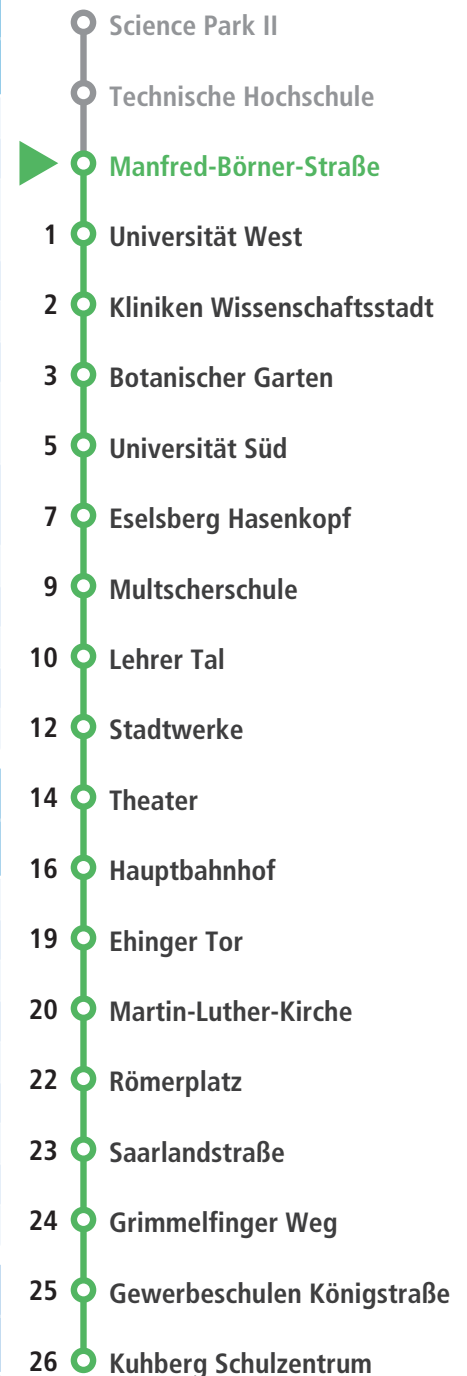 Science Park II
Technische Hochschule
Manfred-Börner-Straße
1 Universität West
2 Kliniken Wissenschaftsstadt
3 Botanischer Garten
5 Universität Süd
7 Eselsberg Hasenkopf
9 Multscherschule
10 Lehrer Tal
12 Stadtwerke
14 Theater
16 Hauptbahnhof
19 Ehinger Tor
20 Martin-Luther-Kirche
22 Römerplatz
23 Saarlandstraße
24 Grimmelfinger Weg
25 Gewerbeschulen Königstraße
26 Kuhberg Schulzentrum